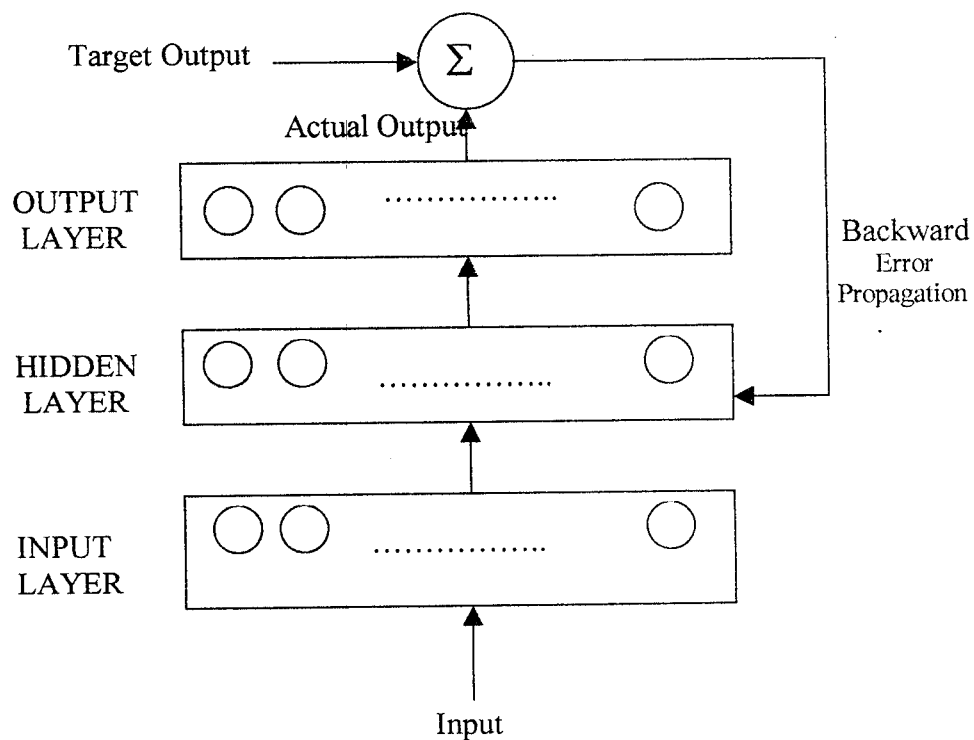 Target Output
Σ
Actual Output
OUTPUT
LAYER
Backward
Error
Propagation
HIDDEN
LAYER
INPUT
LAYER
Input